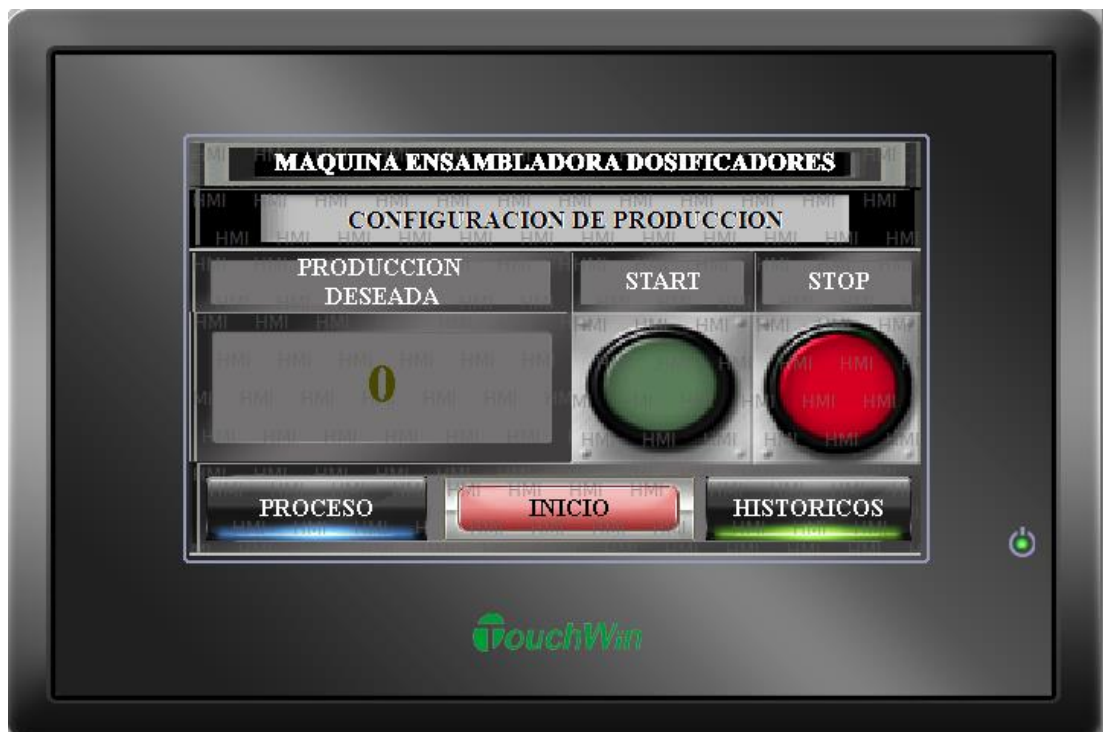 MAQUINA ENSAMBLADORA DOSIFICADORES
CONFIGURACION DE PRODUCCION
PRODUCCION
DESEADA
START
STOP
0
PROCESO
INICIO
HISTORICOS
TouchWin